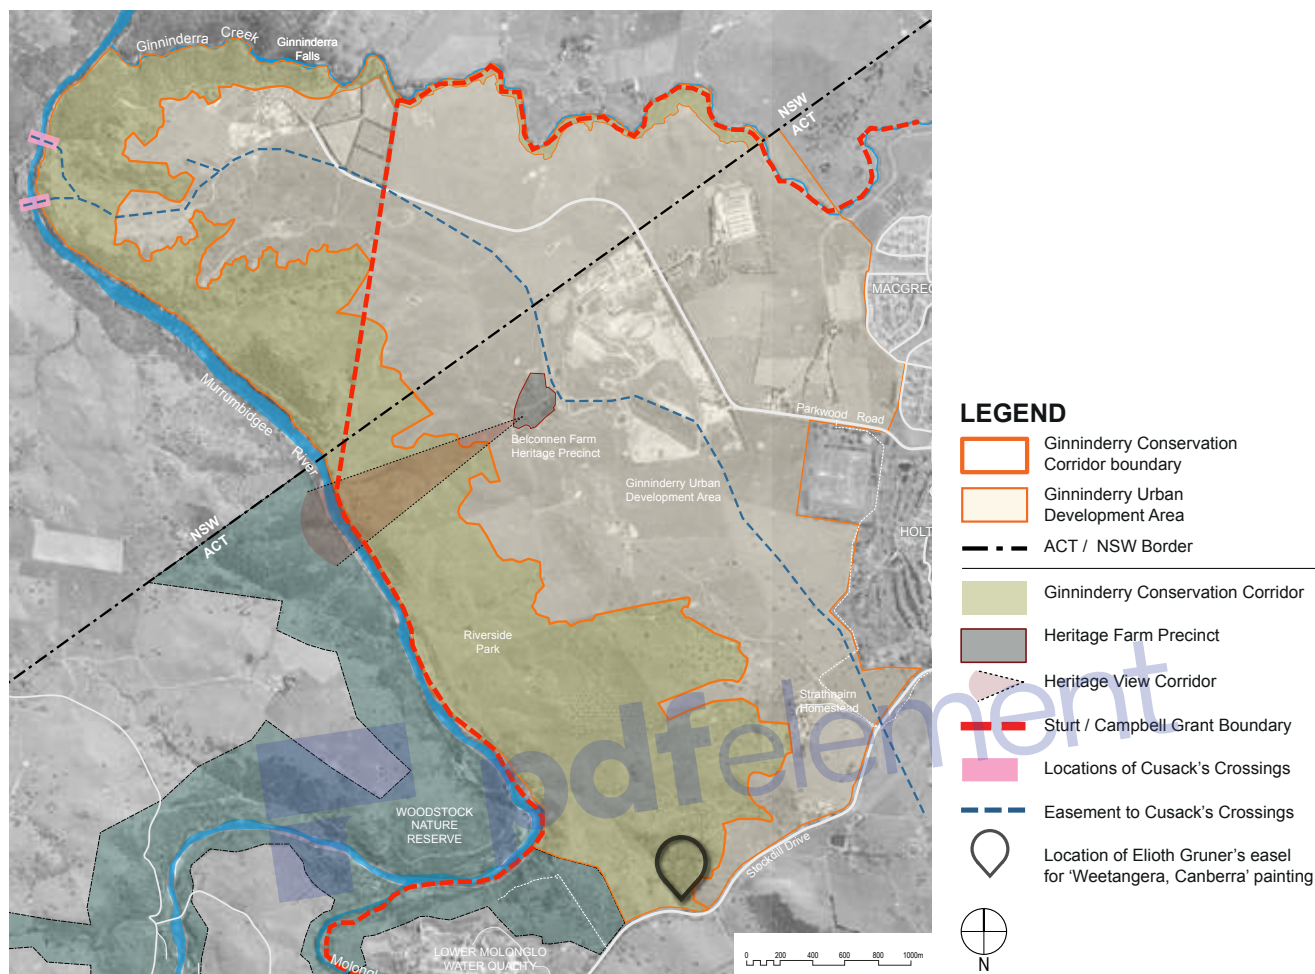 Ginninderra Creek
Ginninderra
Falls
NSW
ACT
MACGREG
Murrumbidgee
River
Parkwood Road
Belconnen Farm
Heritage Precinct
Ginninderry Urban
Development Area
HOLT
NSW
ACT
Riverside
Park
Strathnairn
Homestead
WOODSTOCK
NATURE
RESERVE
Stockdill Drive
LOWER MOLONGLO
WATER QUALITY
Molongl
0 200 400 600 800 1000m
LEGEND
Ginninderry Conservation
Corridor boundary
Ginninderry Urban
Development Area
ACT / NSW Border
Ginninderry Conservation Corridor
Heritage Farm Precinct
Heritage View Corridor
Sturt / Campbell Grant Boundary
Locations of Cusack's Crossings
Easement to Cusack's Crossings
Location of Elioth Gruner's easel
for 'Weetangera, Canberra' painting
N
pdfelement